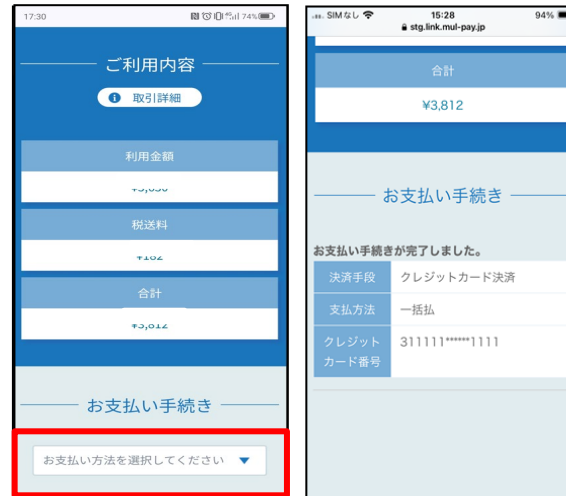 17:30
74%
ご利用内容
取引詳細
利用金額
税送料
合計
お支払い手続き
お支払い方法を選択してください
SIMなし
15:28
94%
stg.link.mul-pay.jp
合計
¥3,812
お支払い手続き
お支払い手続きが完了しました。
決済手段 クレジットカード決済
支払方法 一括払
クレジット
カード番号
311111******1111